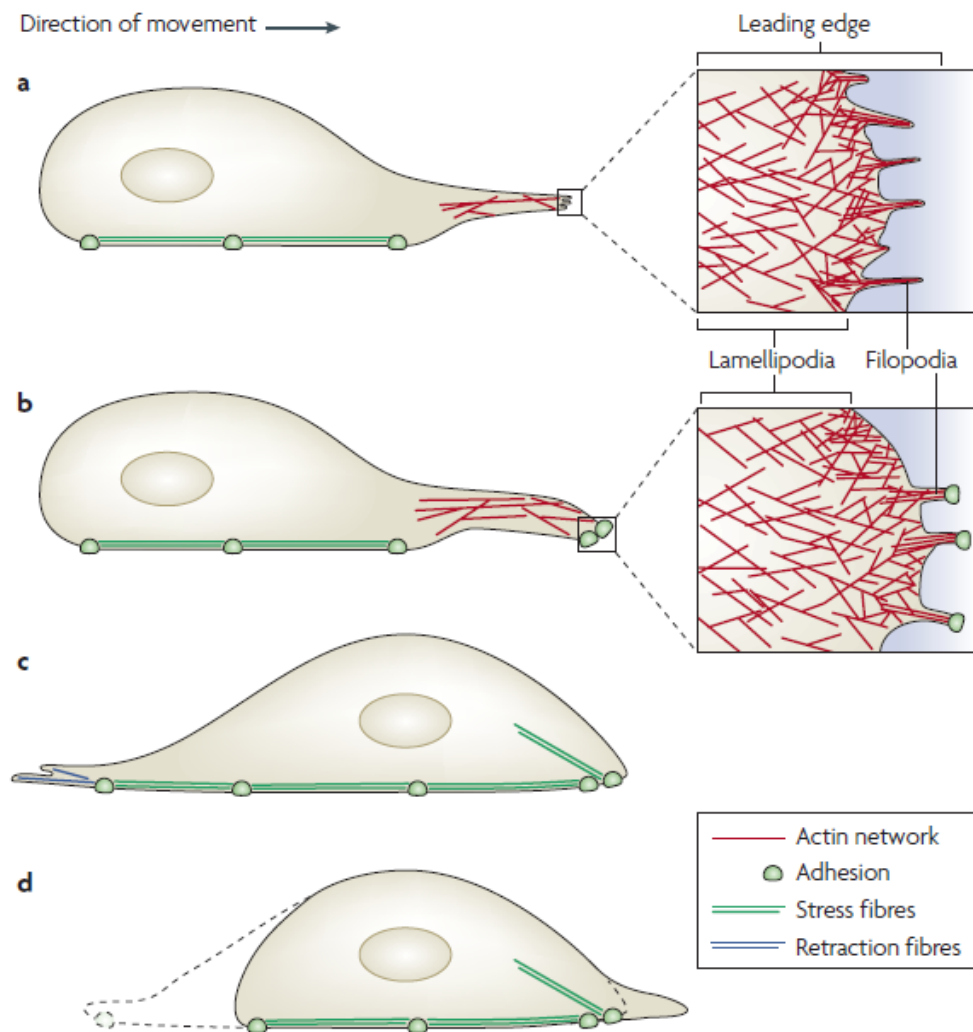 Direction of movement
Leading edge
a
Lamellipodia
Filopodia
b
c
Actin network
Adhesion
d
Stress fibres
Retraction fibres